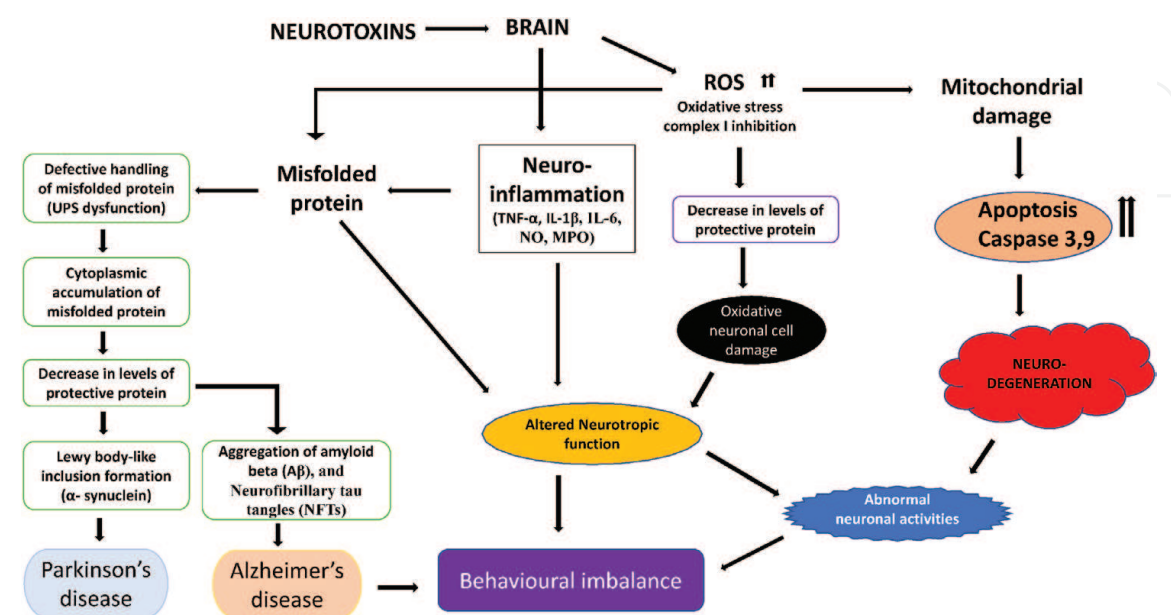 NEUROTOXINS
BRAIN
ROS ⇈
Oxidative stress
complex I inhibition
Mitochondrial
damage
Defective handling
of misfolded protein
(UPS dysfunction)
Misfolded
protein
Neuro-
inflammation
(TNF-α, IL-1β, IL-6,
NO, MPO)
Decrease in levels of
protective protein
Apoptosis
Caspase 3,9
Cytoplasmic
accumulation of
misfolded protein
Oxidative
neuronal cell
damage
NEURO-
DEGENERATION
Decrease in levels of
protective protein
Altered Neurotropic
function
Lewy body-like
inclusion formation
(α- synuclein)
Aggregation of amyloid
beta (Aβ), and
Neurofibrillary tau
tangles (NFTs)
Abnormal
neuronal activities
Parkinson’s
disease
Alzheimer’s
disease
Behavioural imbalance